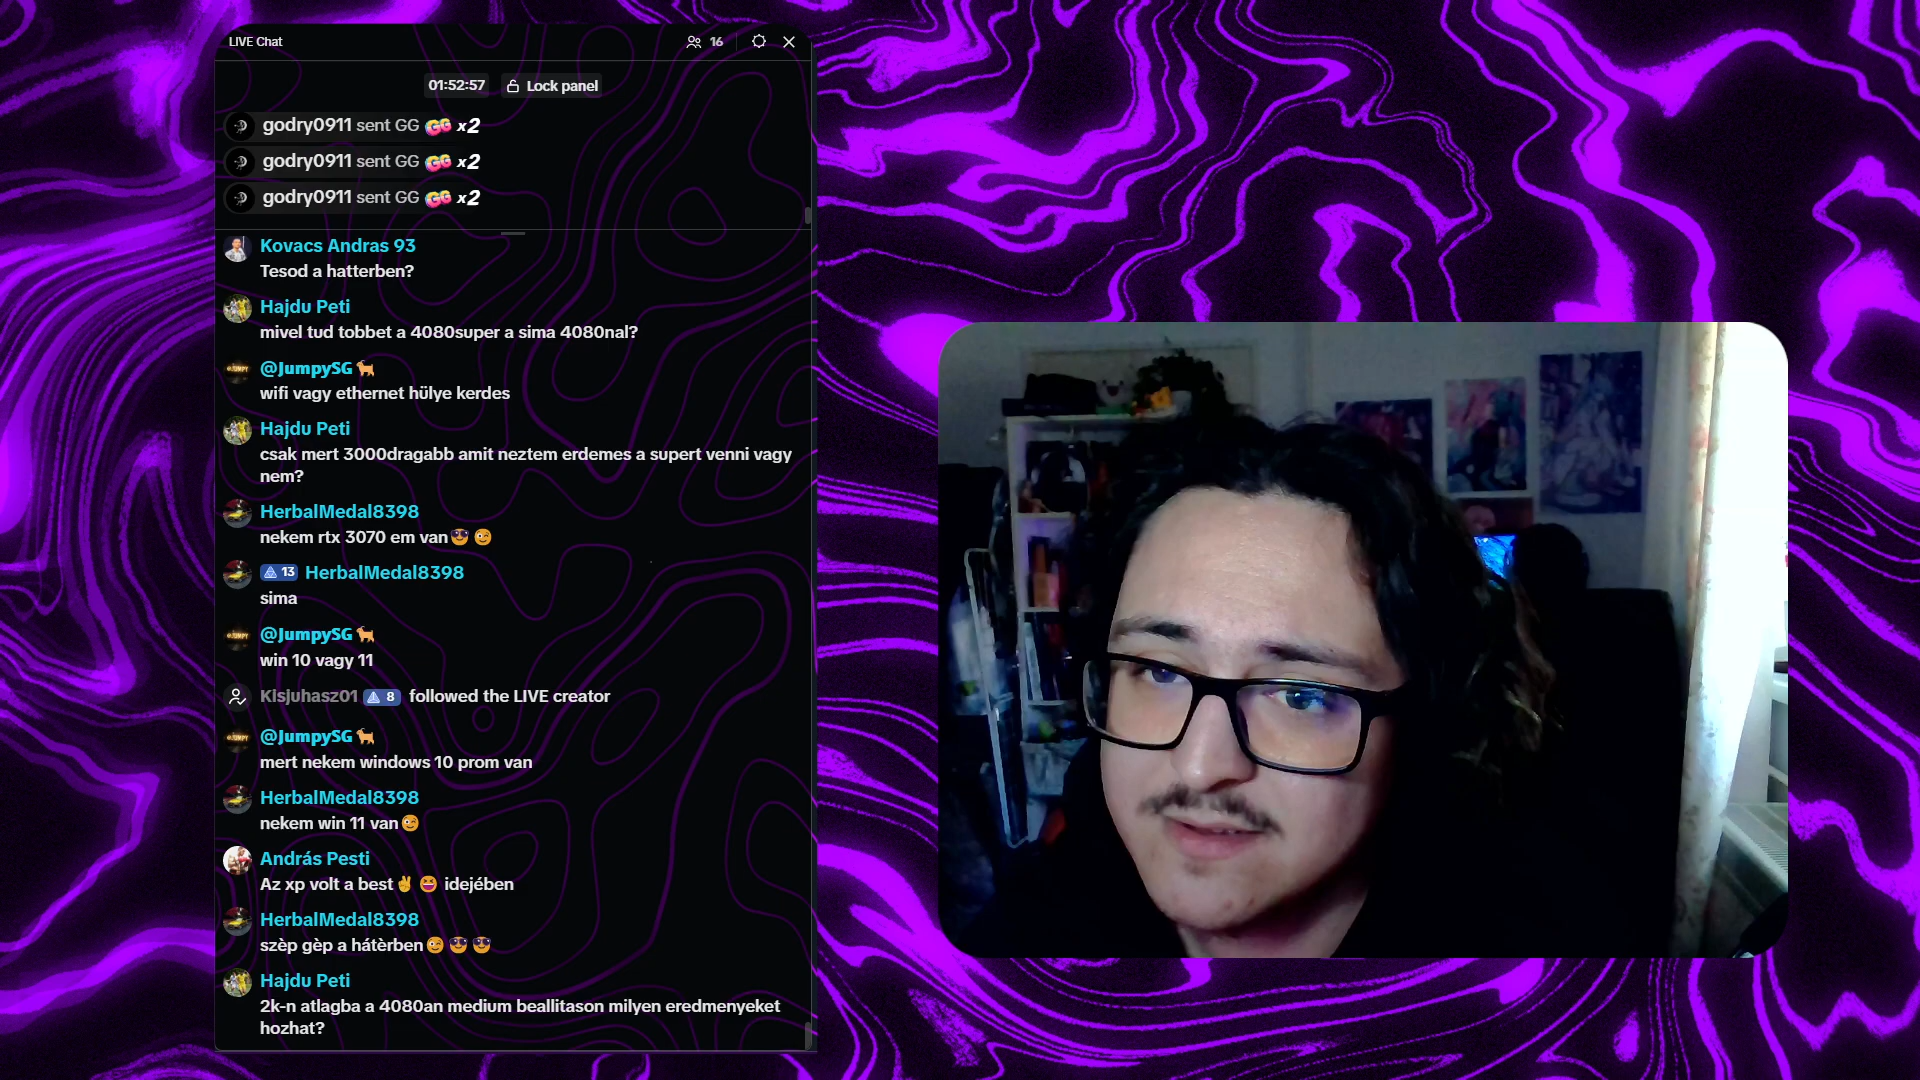 LIVE Chat
16
01:52:57
Lock panel
godry0911 sent GG GG x2
godry0911 sent GG GG x2
godry0911 sent GG GG x2
Kovacs Andras 93
Tesod a hatterben?
Hajdu Peti
mivel tud tobbet a 4080super a sima 4080nal?
@JumpySG
wifi vagy ethernet hülye kerdes
Hajdu Peti
csak mert 3000dragabb amit neztem erdemes a supert venni vagy
nem?
HerbalMedal8398
nekem rtx 3070 em van
13 HerbalMedal8398
sima
@JumpySG
win 10 vagy 11
Kisjuhasz01 8 followed the LIVE creator
@JumpySG
mert nekem windows 10 prom van
HerbalMedal8398
nekem win 11 van
András Pesti
Az xp volt a best idejében
HerbalMedal8398
szèp gèp a hátèrben
Hajdu Peti
2k-n atlagba a 4080an medium beallitason milyen eredmenyeket
hozhat?